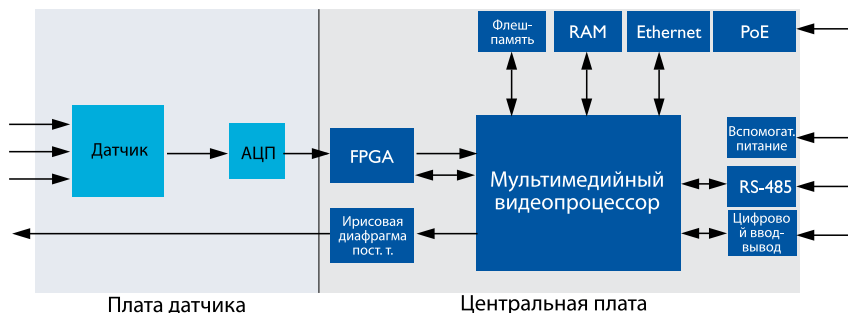 Флеш-
память
RAM
Ethernet
PoE
Датчик
АЦП
FPGA
Мультимедийный
видеопроцессор
Вспомогат.
питание
RS-485
Ирисовая
диафрагма
пост. т.
Цифрово
й ввод-
вывод
Плата датчика
Центральная плата